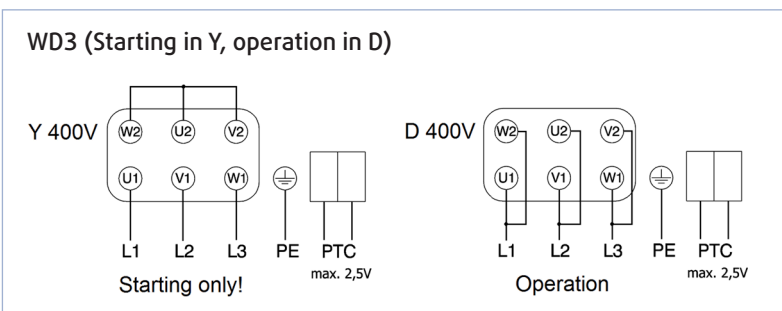 WD3 (Starting in Y, operation in D)
Y 400V
W2 U2 V2
U1 V1 W1
L1 L2 L3 PE PTC
max. 2,5V
Starting only!
D 400V
W2 U2 V2
U1 V1 W1
L1 L2 L3 PE PTC
max. 2,5V
Operation